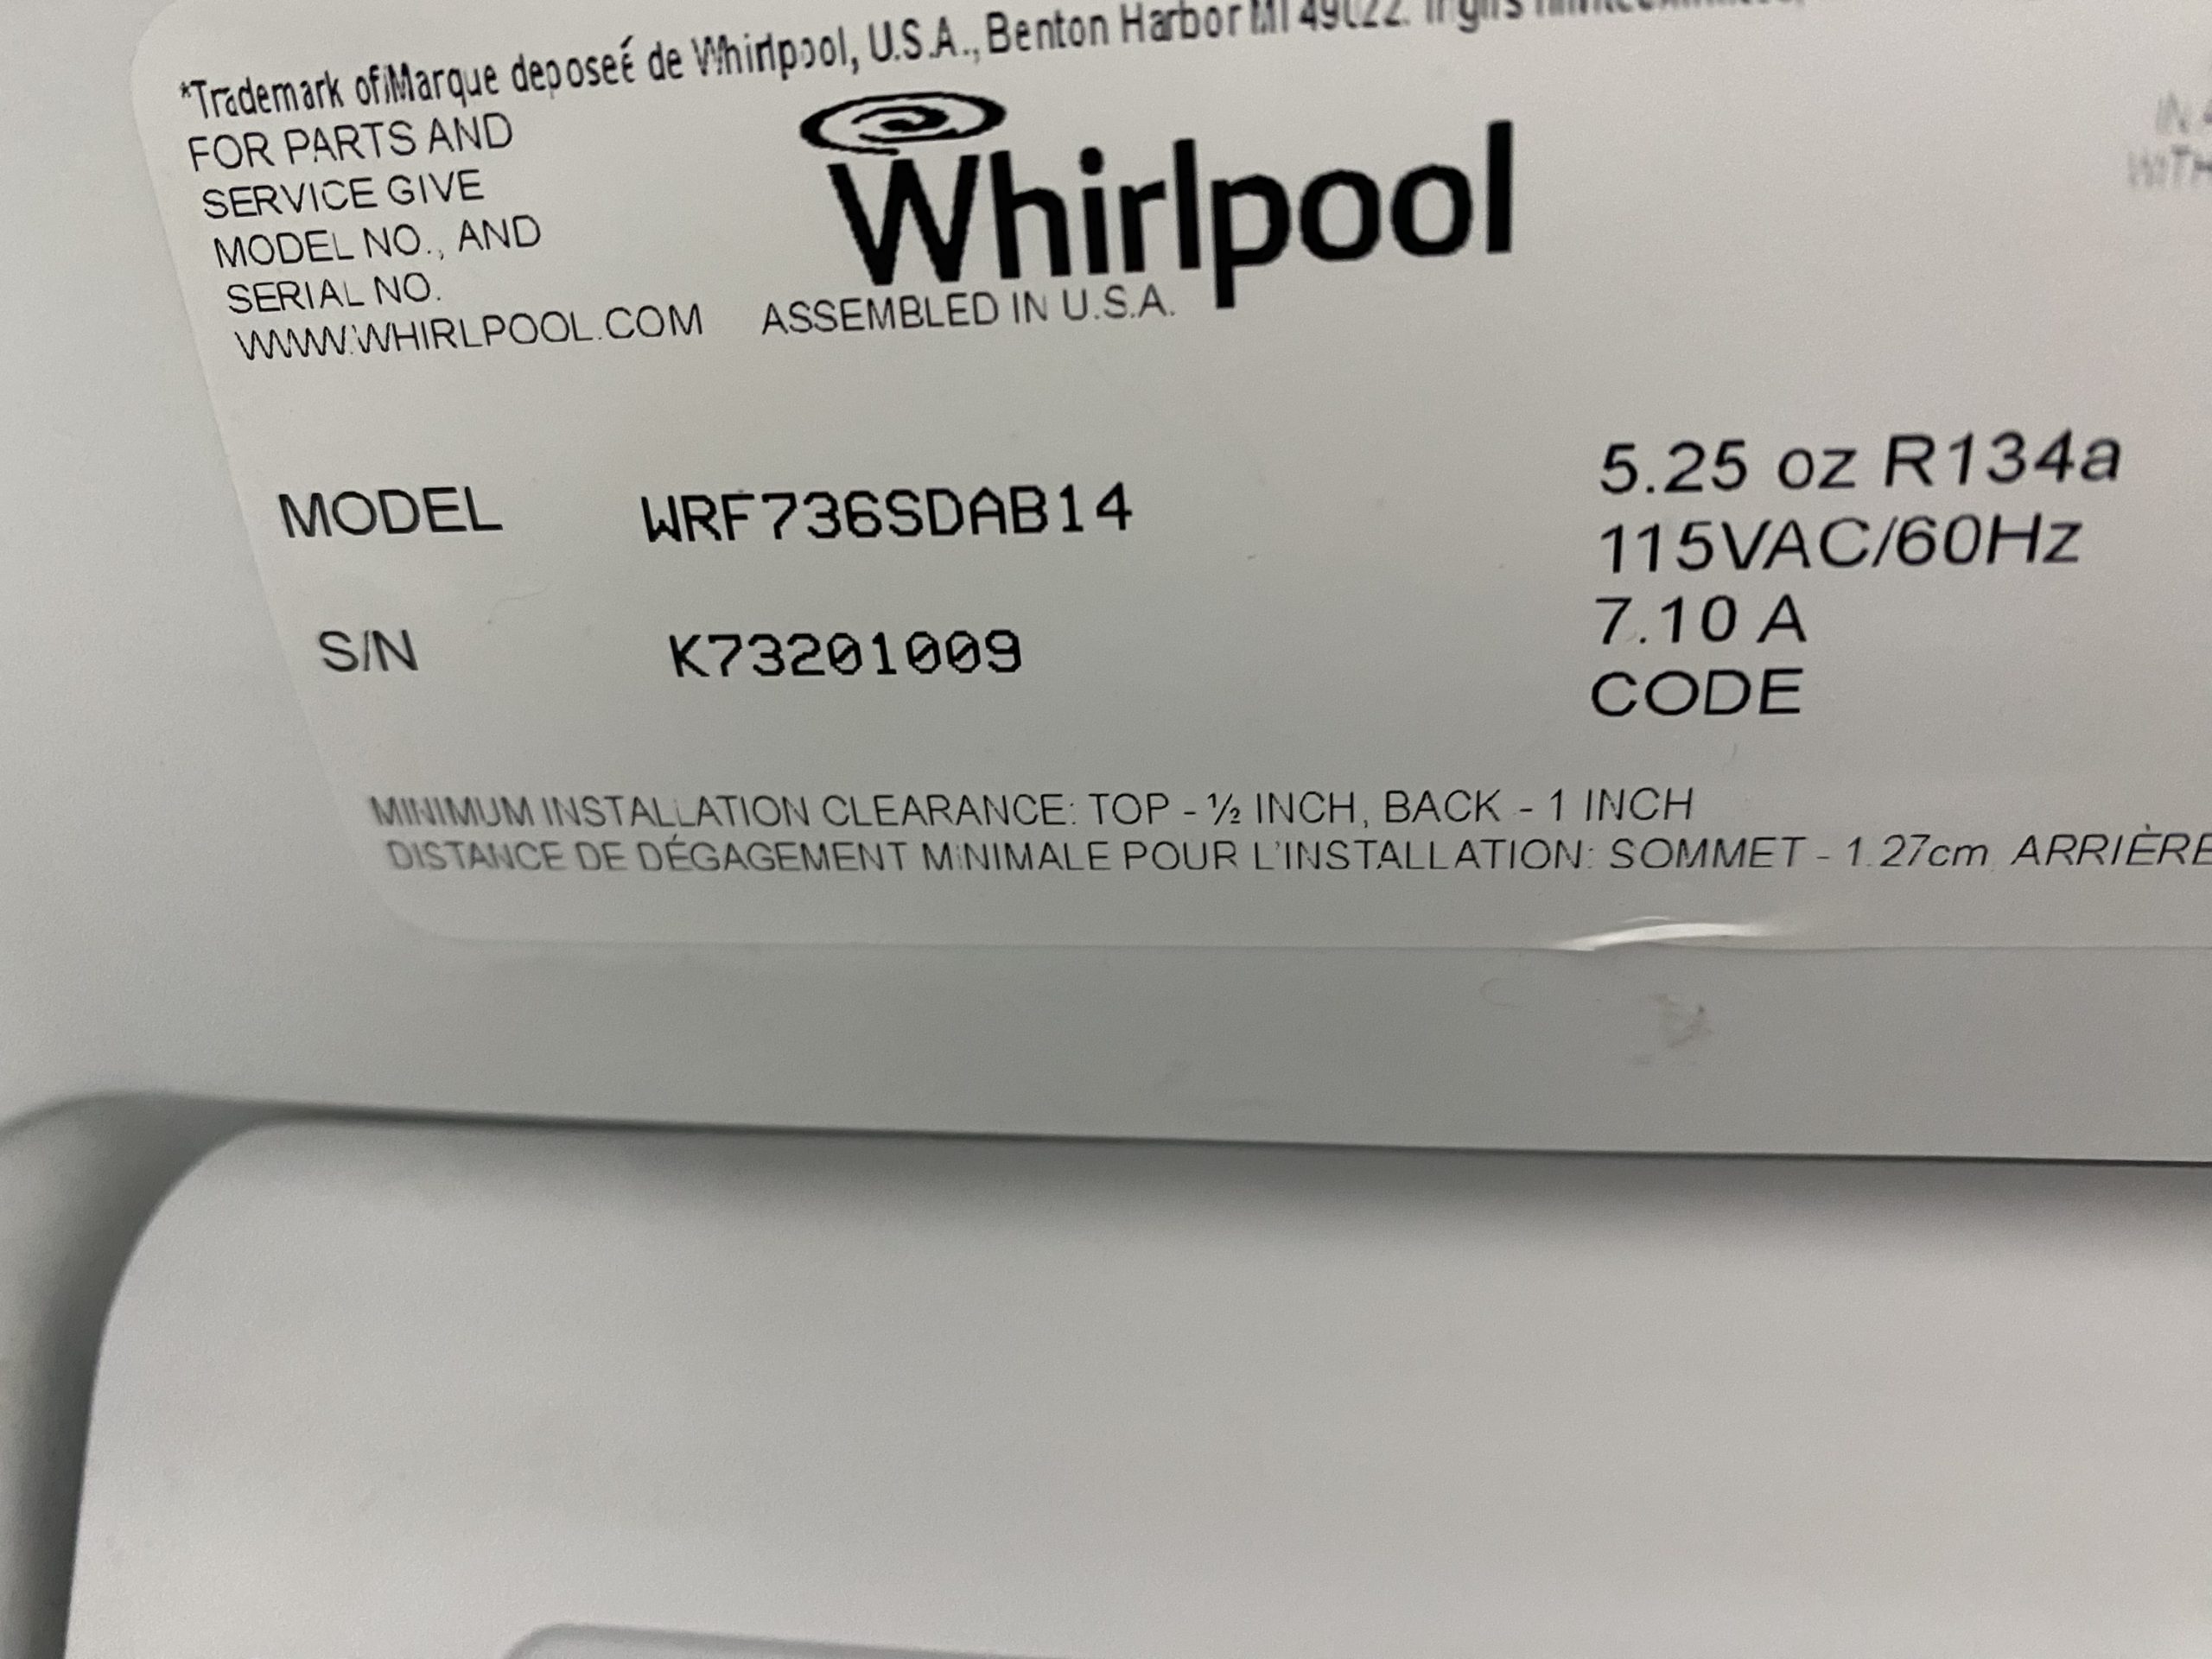 *Trademark of/Marque deposeé de Whirlpool, U.S.A., Benton Harbor MI 49022.
FOR PARTS AND
SERVICE GIVE
MODEL NO., AND
SERIAL NO.
WWW.WHIRLPOOL.COM
Whirlpool
ASSEMBLED IN U.S.A.
MODEL WRF736SDAB14
S/N K73201009
5.25 oz R134a
115VAC/60Hz
7.10 A
CODE
MINIMUM INSTALLATION CLEARANCE: TOP - ½ INCH, BACK - 1 INCH
DISTANCE DE DÉGAGEMENT MINIMALE POUR L'INSTALLATION: SOMMET - 1.27cm, ARRIÈRE